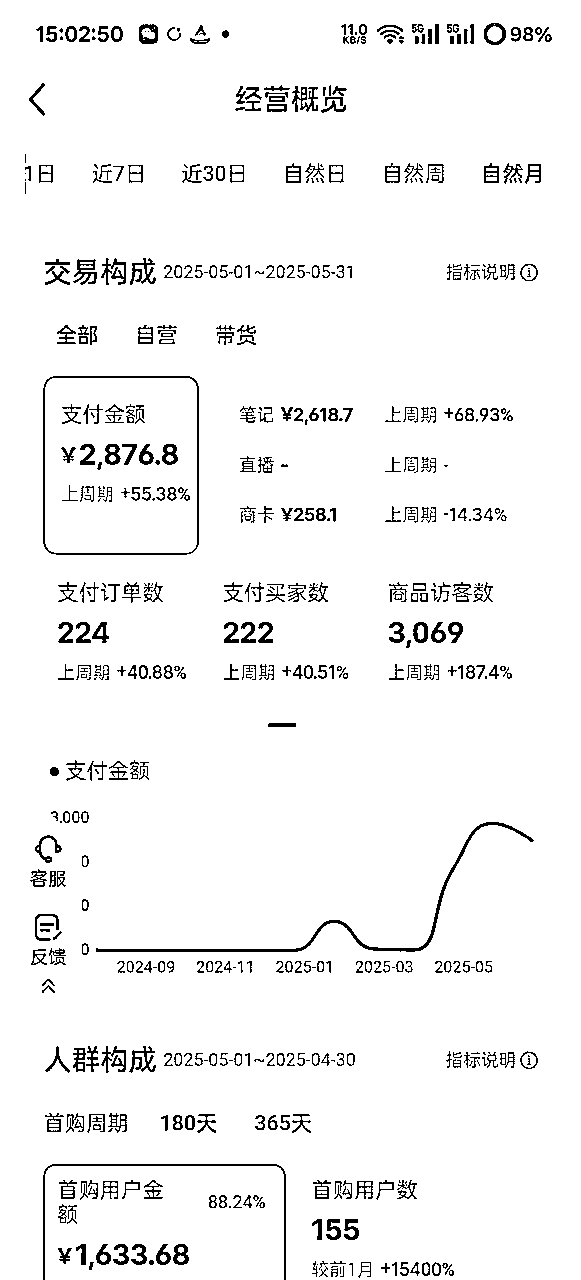 15:02:50 11.0 KB/S 5G 5G 98%
经营概览
1日 近7日 近30日 自然日 自然周 自然月
交易构成 2025-05-01~2025-05-31 指标说明
全部 自营 带货
支付金额
¥2,876.8
上周期 +55.38%
笔记 ¥2,618.7 上周期 +68.93%
直播 - 上周期 -
商卡 ¥258.1 上周期 -14.34%
支付订单数 支付买家数 商品访客数
224 222 3,069
上周期 +40.88% 上周期 +40.51% 上周期 +187.4%
支付金额
3,000
0
客服
0
反馈 0
2024-09 2024-11 2025-01 2025-03 2025-05
人群构成 2025-05-01~2025-04-30 指标说明
首购周期 180天 365天
首购用户金额 88.24%
¥1,633.68
首购用户数
155
较前1月 +15400%